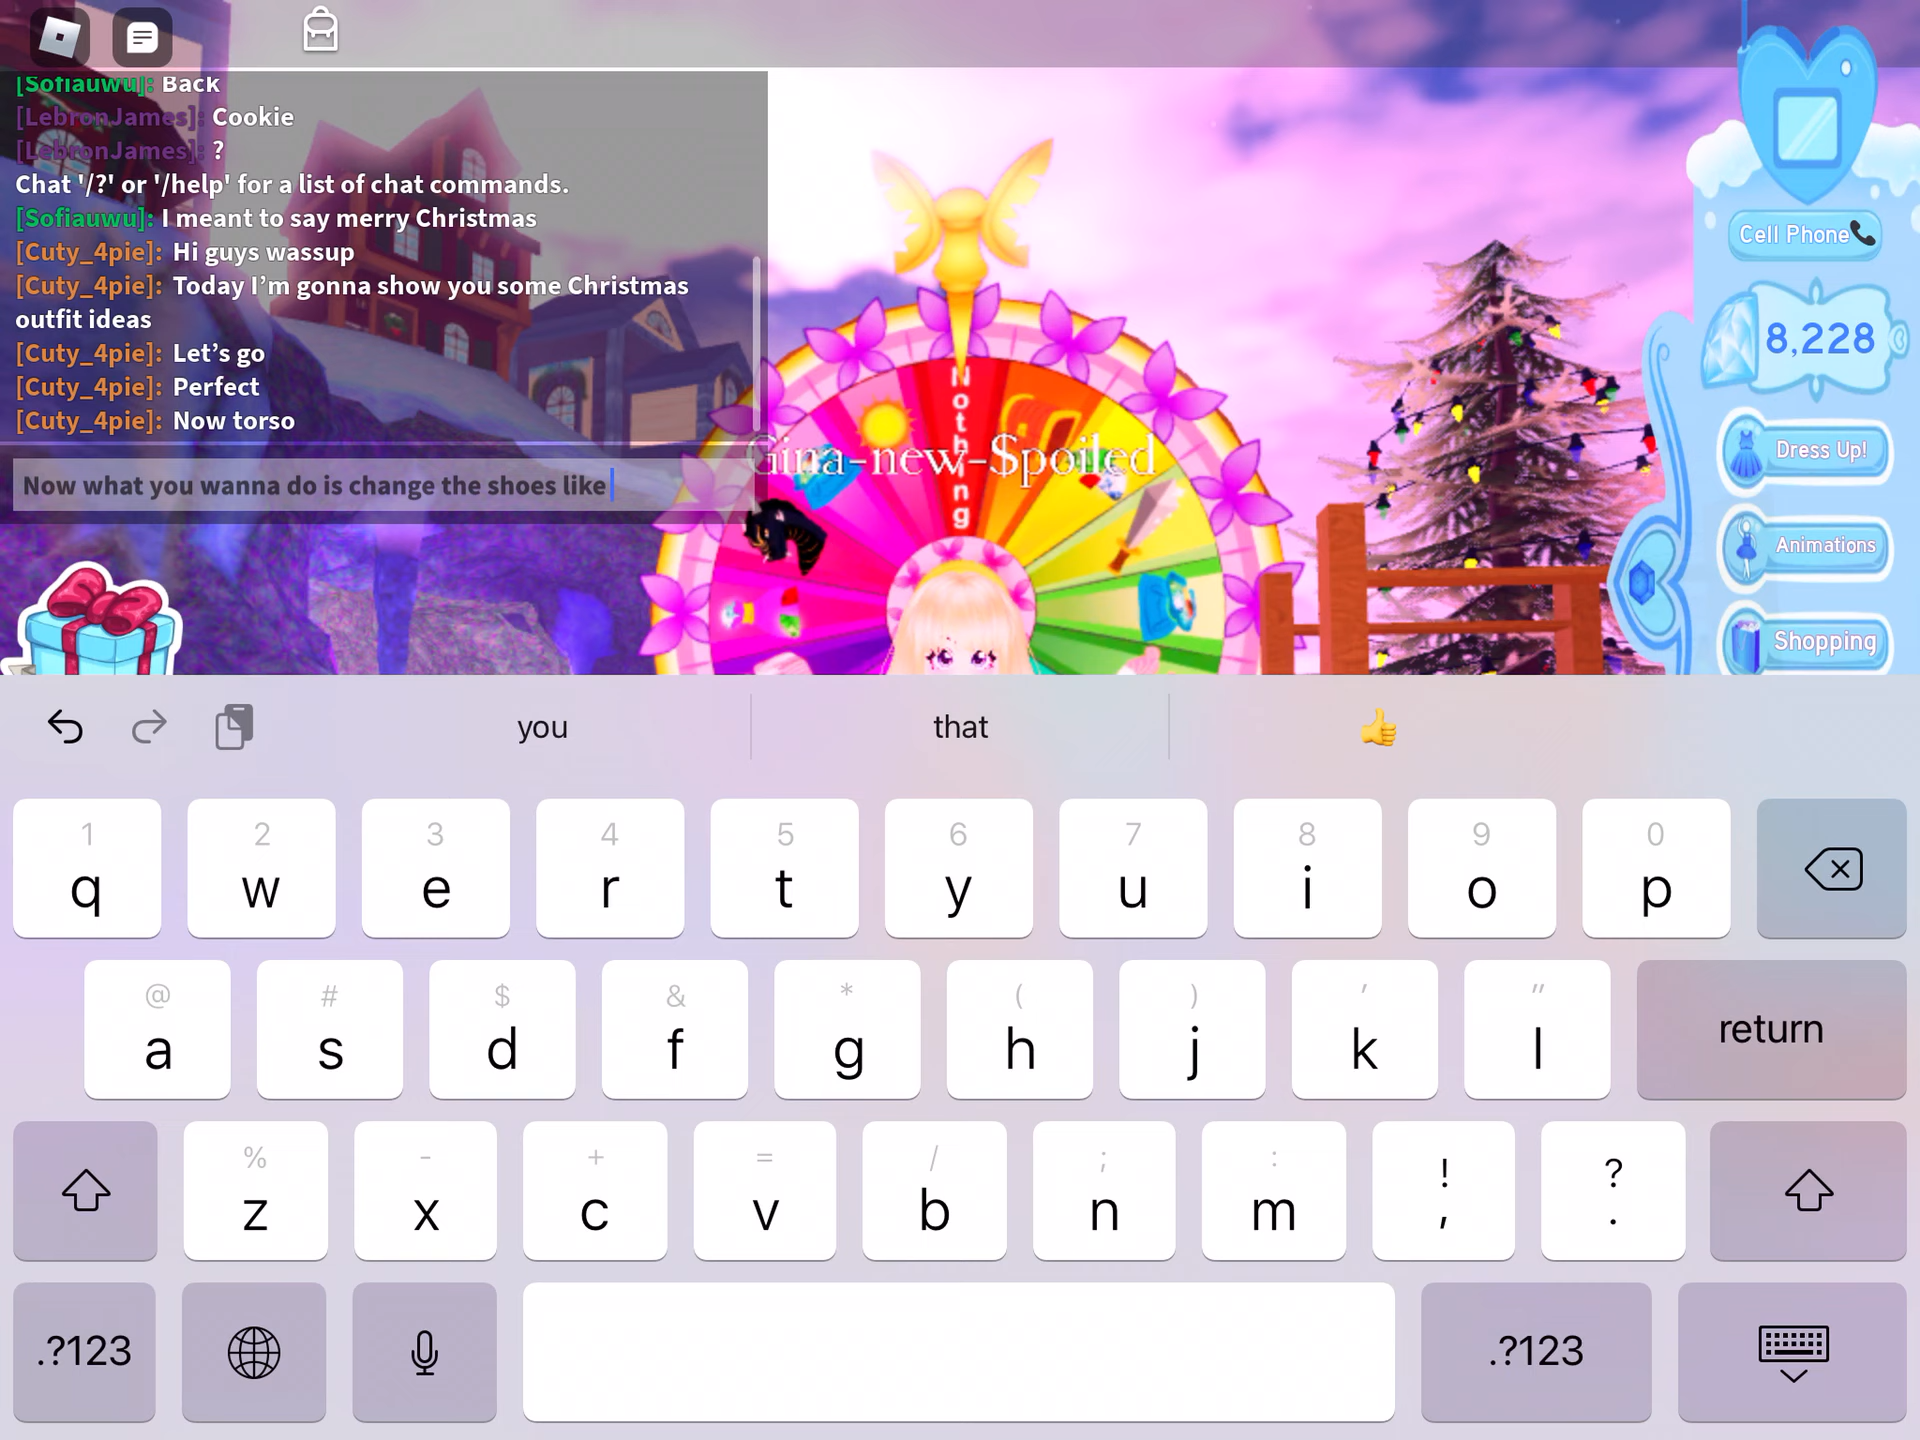 [Sofiauwu]: Back
[LebronJames]: Cookie
[LebronJames]: ?
Chat '/?' or '/help' for a list of chat commands.
[Sofiauwu]: I meant to say merry Christmas
[Cuty_4pie]: Hi guys wassup
[Cuty_4pie]: Today I'm gonna show you some Christmas
outfit ideas
[Cuty_4pie]: Let's go
[Cuty_4pie]: Perfect
[Cuty_4pie]: Now torso
Now what you wanna do is change the shoes like
Nothing
Gina-new-$poiled
Cell Phone
8,228
Dress Up!
Animations
Shopping
you that 👍
1 2 3 4 5 6 7 8 9 0
q w e r t y u i o p
@ # $ & * ( ) ' "
a s d f g h j k l return
% - + = / ; : ! ?
z x c v b n m , .
.?123 .?123